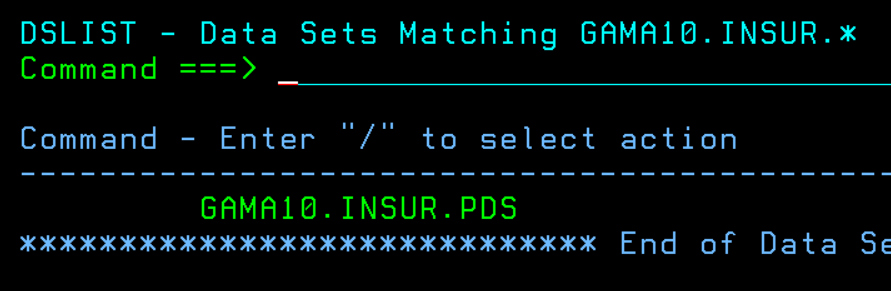 DSLIST - Data Sets Matching GAMA10.INSUR.*
Command ===>
Command - Enter "/" to select action
---------------------------------------------
GAMA10.INSUR.PDS
***************************** End of Data Se